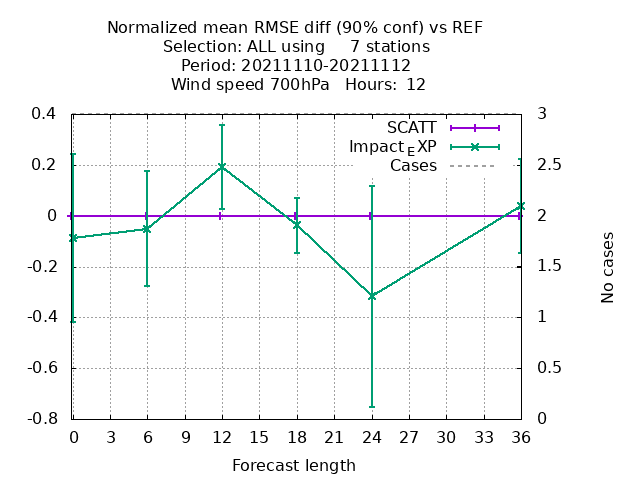 Normalized mean RMSE diff (90% conf) vs REF
Selection: ALL using     7 stations
Period: 20211110-20211112
Wind speed 700hPa   Hours:  12
SCATT
Impact_EXP
Cases
0.4
0.2
0
-0.2
-0.4
-0.6
-0.8
3
2.5
2
1.5
1
0.5
0
No cases
0 3 6 9 12 15 18 21 24 27 30 33 36
Forecast length